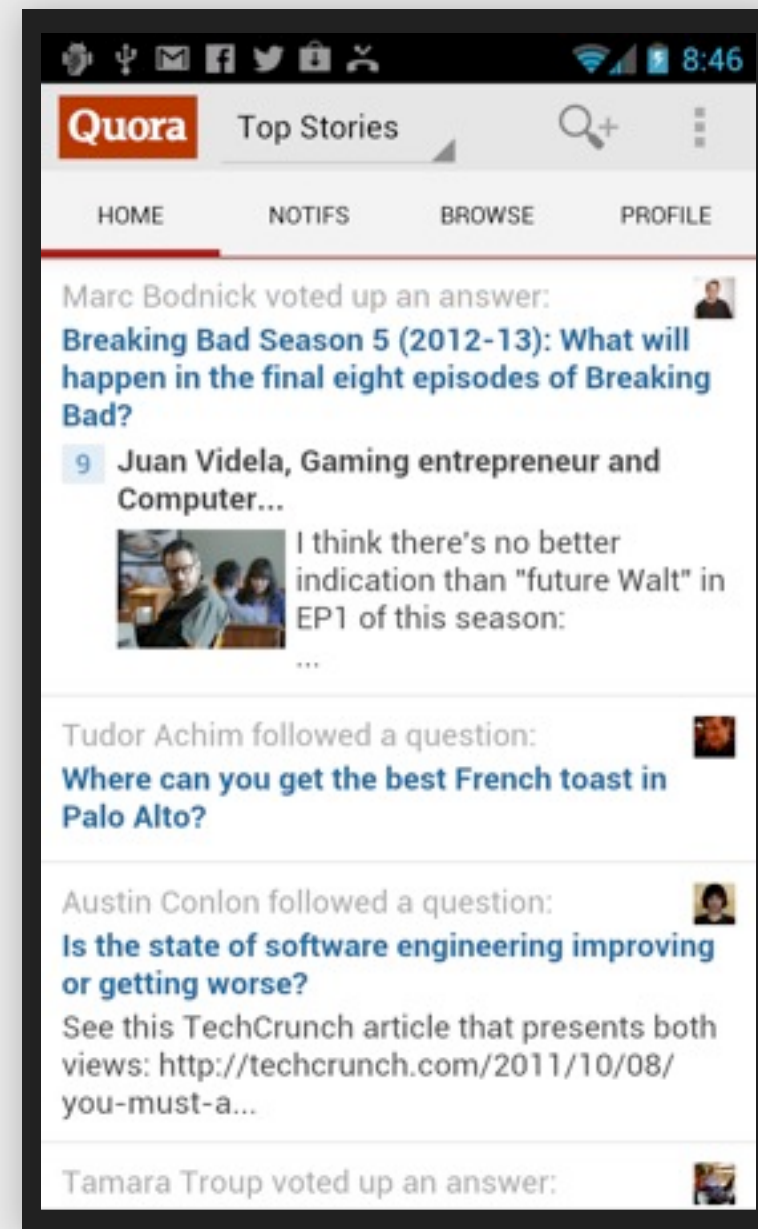 8:46
Quora Top Stories
HOME NOTIFS BROWSE PROFILE
Marc Bodnick voted up an answer:
Breaking Bad Season 5 (2012-13): What will
happen in the final eight episodes of Breaking
Bad?
9 Juan Videla, Gaming entrepreneur and
Computer...
I think there's no better
indication than "future Walt" in
EP1 of this season:
...
Tudor Achim followed a question:
Where can you get the best French toast in
Palo Alto?
Austin Conlon followed a question:
Is the state of software engineering improving
or getting worse?
See this TechCrunch article that presents both
views: http://techcrunch.com/2011/10/08/
you-must-a...
Tamara Troup voted up an answer: